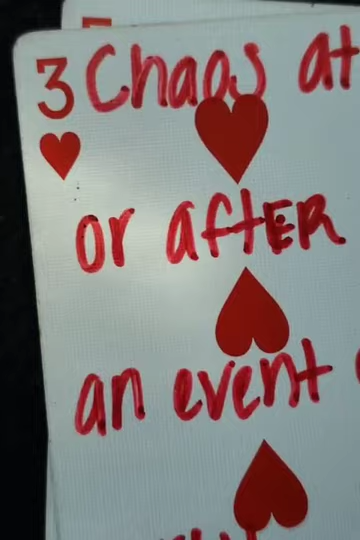 3 Chaos at
or after
an event